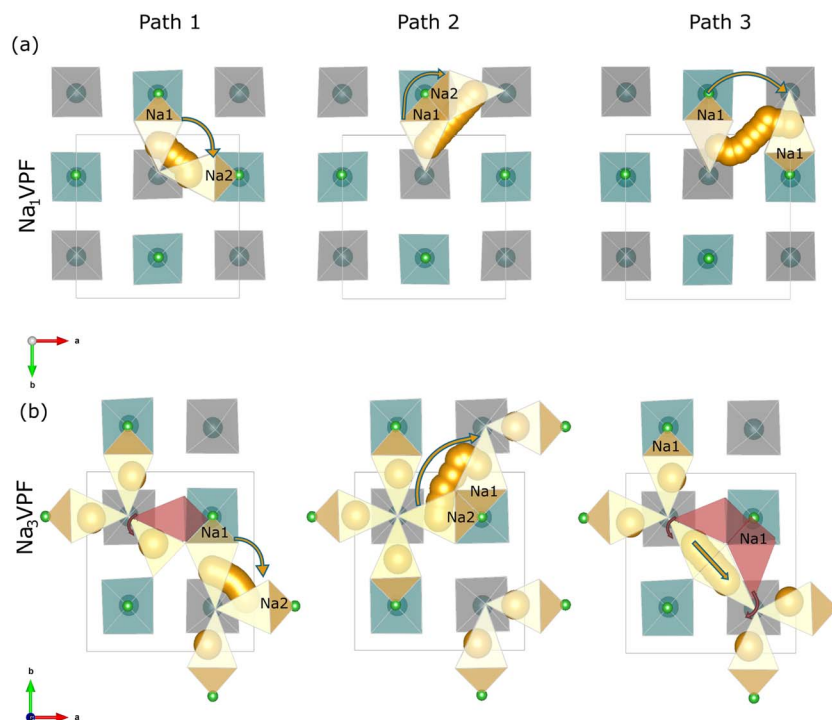 Path 1 Path 2 Path 3
(a)
Na₁VPF
Na1
Na2
Na2
Na1
Na1
Na1
a
b
(b)
Na₃VPF
Na1
Na2
Na1
Na2
Na1
Na1
b
a